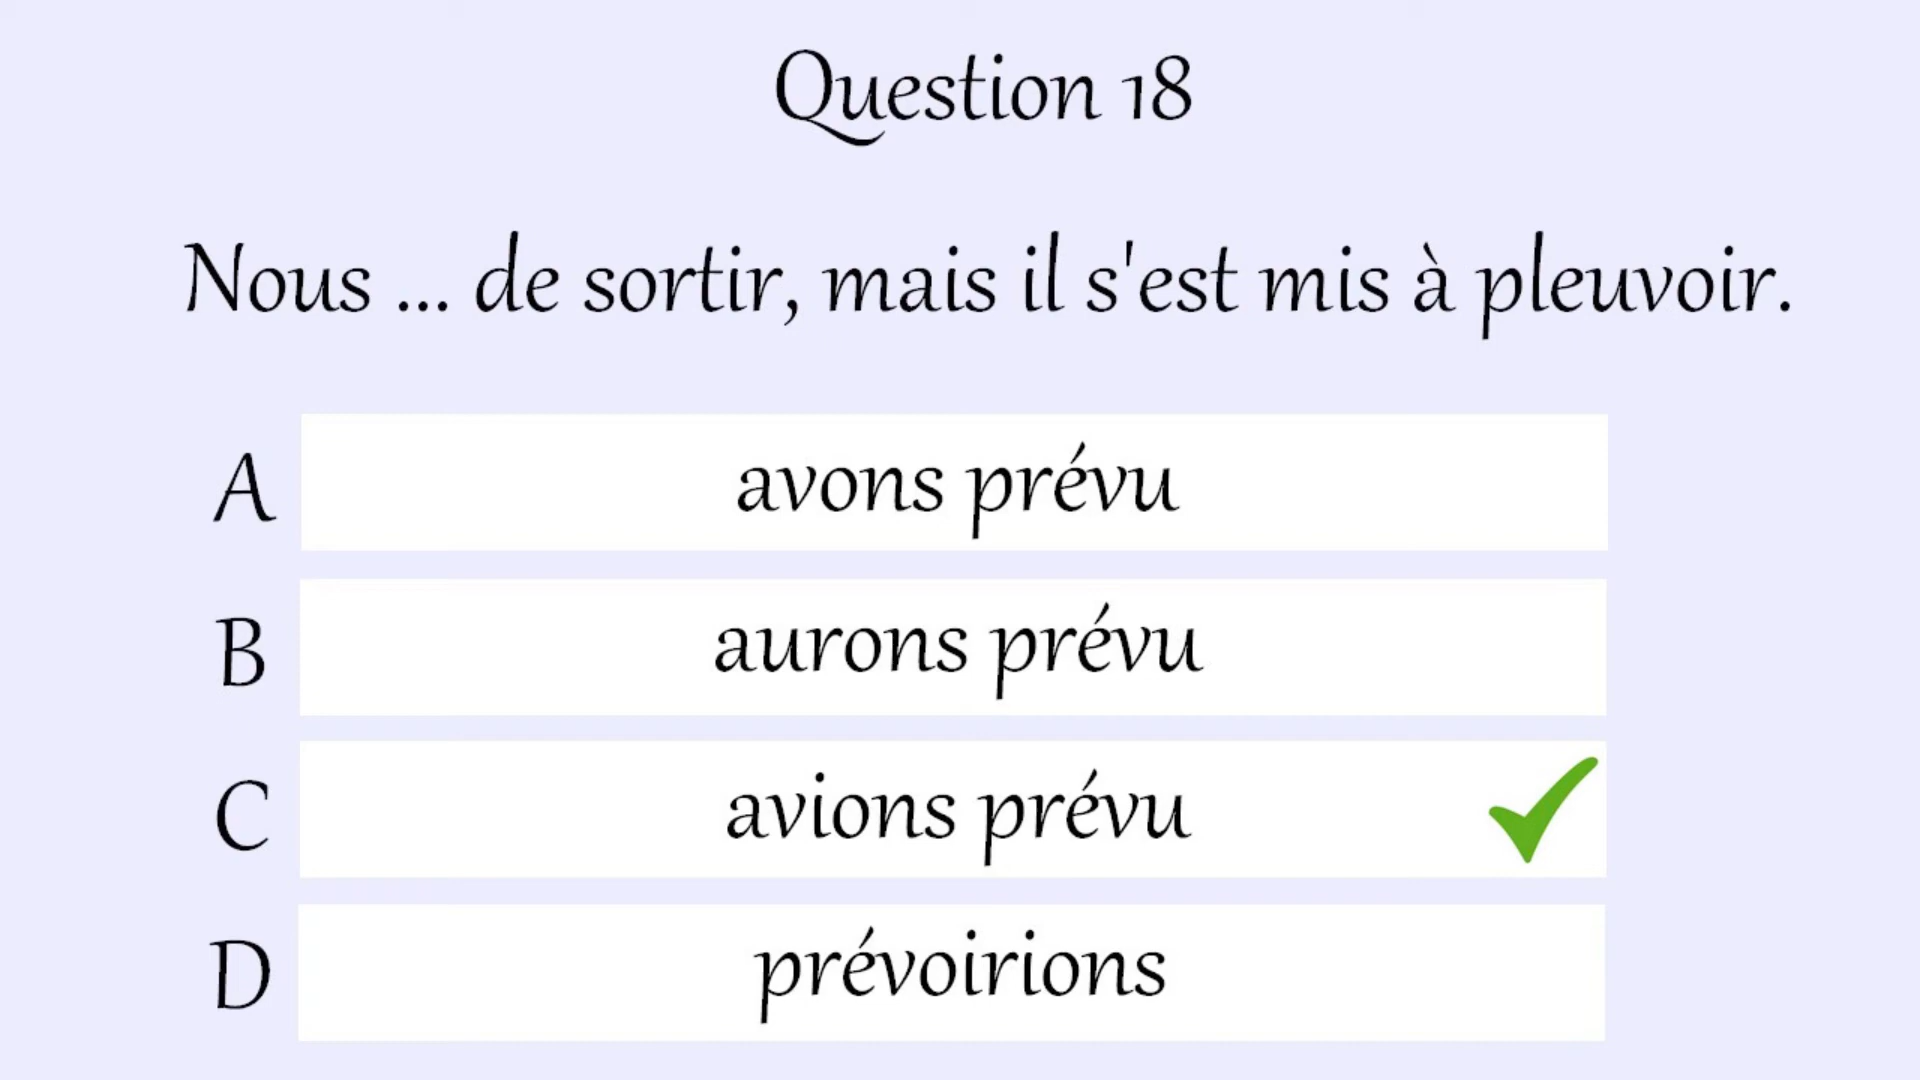 Question 18
Nous ... de sortir, mais il s'est mis à pleuvoir.
A avons prévu
B aurons prévu
C avions prévu
D prévoirions